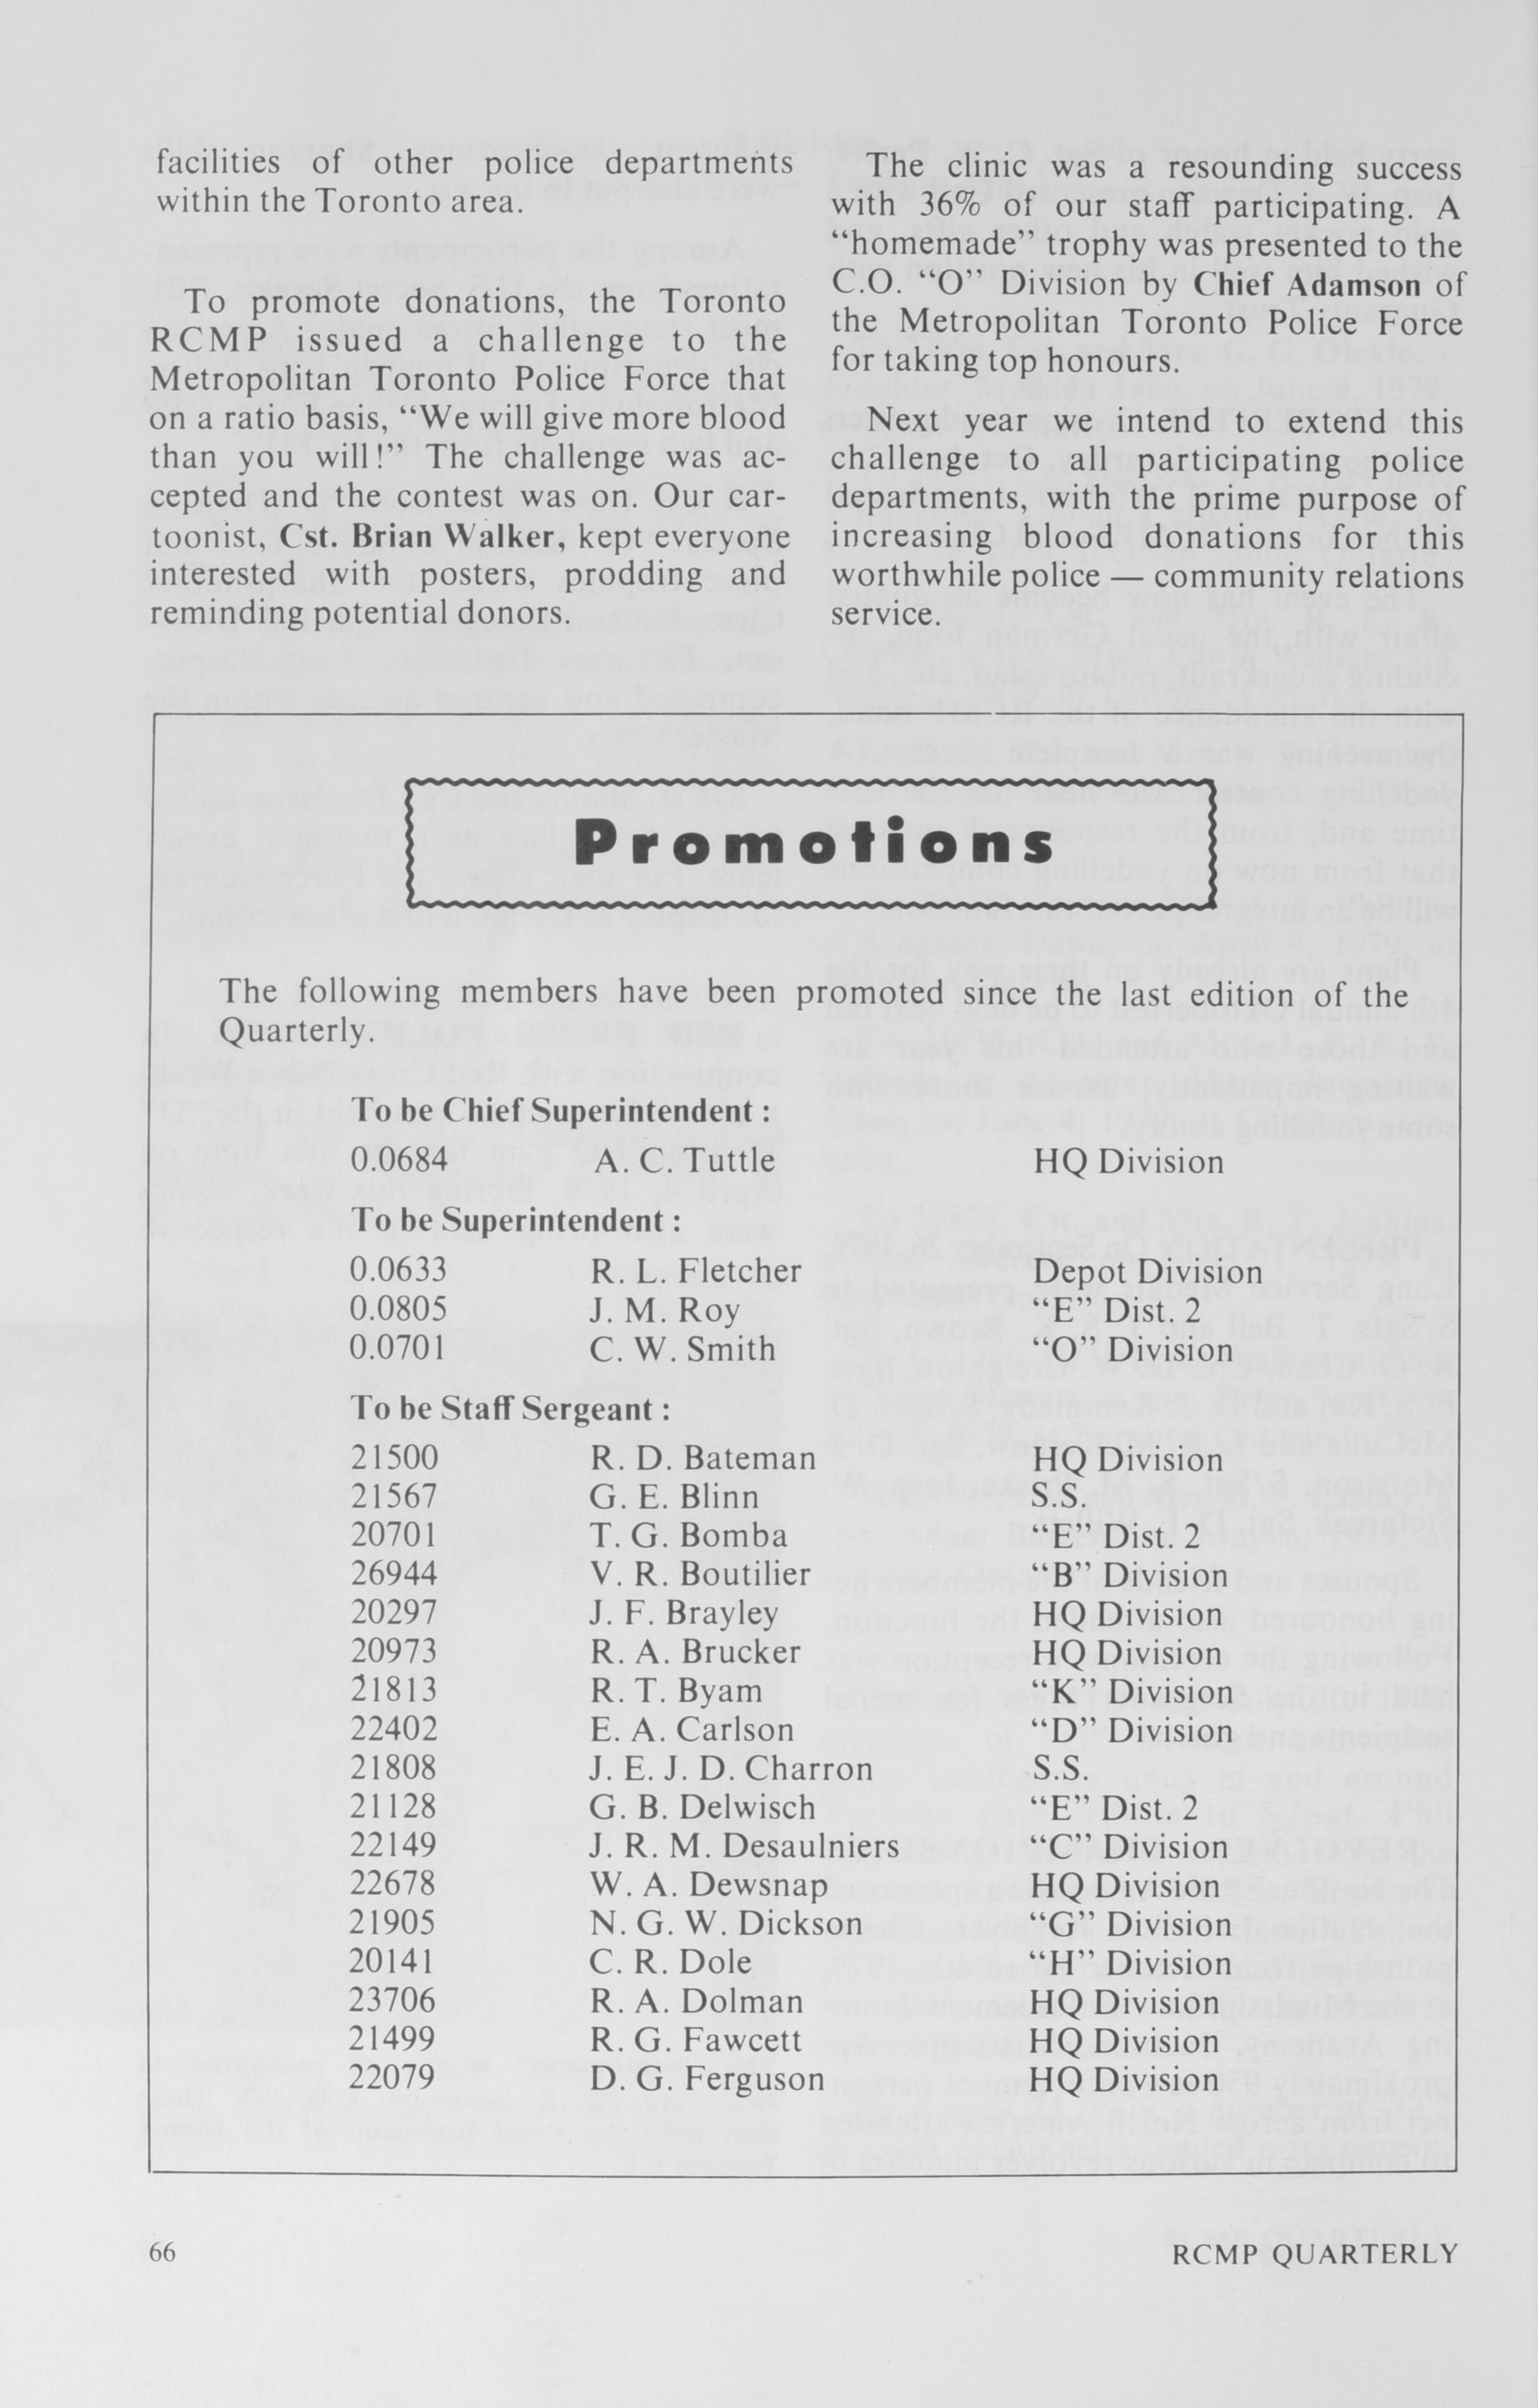 facilities of other police departments
within the Toronto area.
To promote donations, the Toronto
RCMP issued a challenge to the
Metropolitan Toronto Police Force that
on a ratio basis, “We will give more blood
than you will!” The challenge was ac-
cepted and the contest was on. Our car-
toonist, Cst. Brian Walker, kept everyone
interested with posters, prodding and
reminding potential donors.
The clinic was a resounding success
with 36% of our staff participating. A
“homemade” trophy was presented to the
C.O. “O” Division by Chief Adamson of
the Metropolitan Toronto Police Force
for taking top honours.
Next year we intend to extend this
challenge to all participating police
departments, with the prime purpose of
increasing blood donations for this
worthwhile police — community relations
service.
Promotions
The following members have been promoted since the last edition of the
Quarterly.
To be Chief Superintendent :
0.0684 A. C. Tuttle HQ Division
To be Superintendent :
0.0633 R. L. Fletcher Depot Division
0.0805 J. M. Roy “E” Dist. 2
0.0701 C. W. Smith “O” Division
To be Staff Sergeant :
21500 R. D. Bateman HQ Division
21567 G. E. Blinn S.S.
20701 T. G. Bomba “E” Dist. 2
26944 V. R. Boutilier “B” Division
20297 J. F. Brayley HQ Division
20973 R. A. Brucker HQ Division
21813 R. T. Byam “K” Division
22402 E. A. Carlson “D” Division
21808 J. E. J. D. Charron S.S.
21128 G. B. Delwisch “E” Dist. 2
22149 J. R. M. Desaulniers “C” Division
22678 W. A. Dewsnap HQ Division
21905 N. G. W. Dickson “G” Division
20141 C. R. Dole “H” Division
23706 R. A. Dolman HQ Division
21499 R. G. Fawcett HQ Division
22079 D. G. Ferguson HQ Division
66 RCMP QUARTERLY